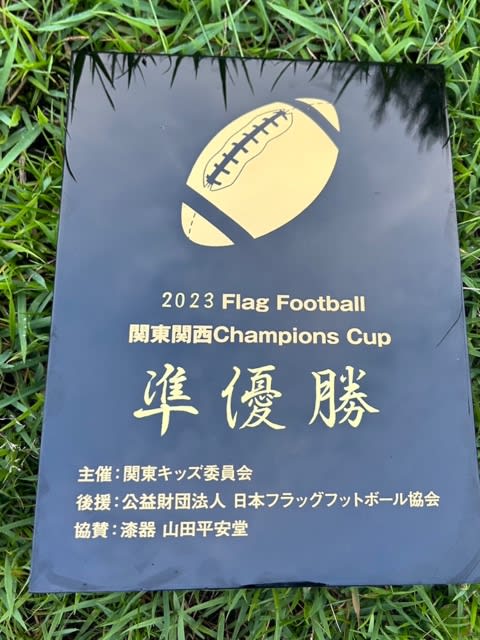 2023 Flag Football
関東関西Champions Cup
準優勝
主催：関東キッズ委員会
後援：公益財団法人 日本フラッグフットボール協会
協賛：漆器 山田平安堂